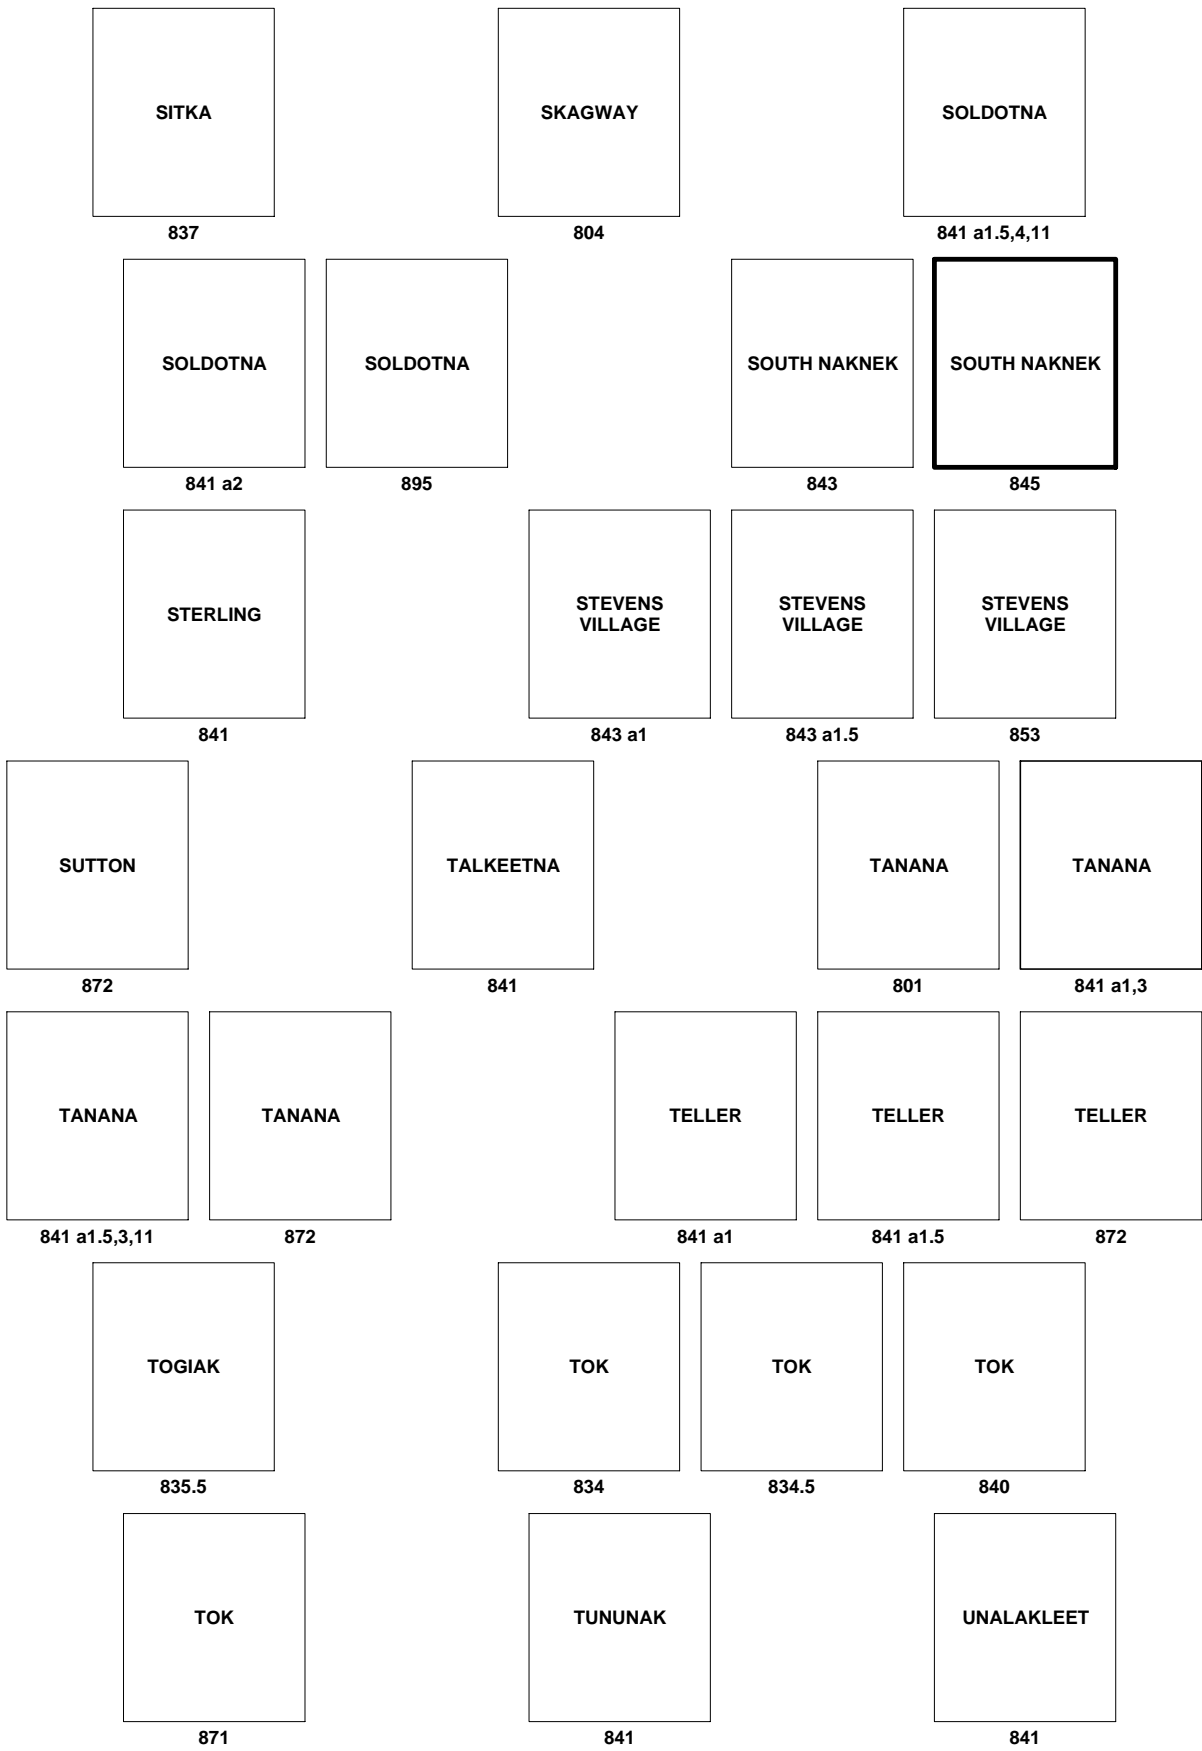 SITKA
837
SKAGWAY
804
SOLDOTNA
841 a1.5,4,11
SOLDOTNA
841 a2
SOLDOTNA
895
SOUTH NAKNEK
843
SOUTH NAKNEK
845
STERLING
841
STEVENS
VILLAGE
843 a1
STEVENS
VILLAGE
843 a1.5
STEVENS
VILLAGE
853
SUTTON
872
TALKEETNA
841
TANANA
801
TANANA
841 a1,3
TANANA
841 a1.5,3,11
TANANA
872
TELLER
841 a1
TELLER
841 a1.5
TELLER
872
TOGIAK
835.5
TOK
834
TOK
834.5
TOK
840
TOK
871
TUNUNAK
841
UNALAKLEET
841